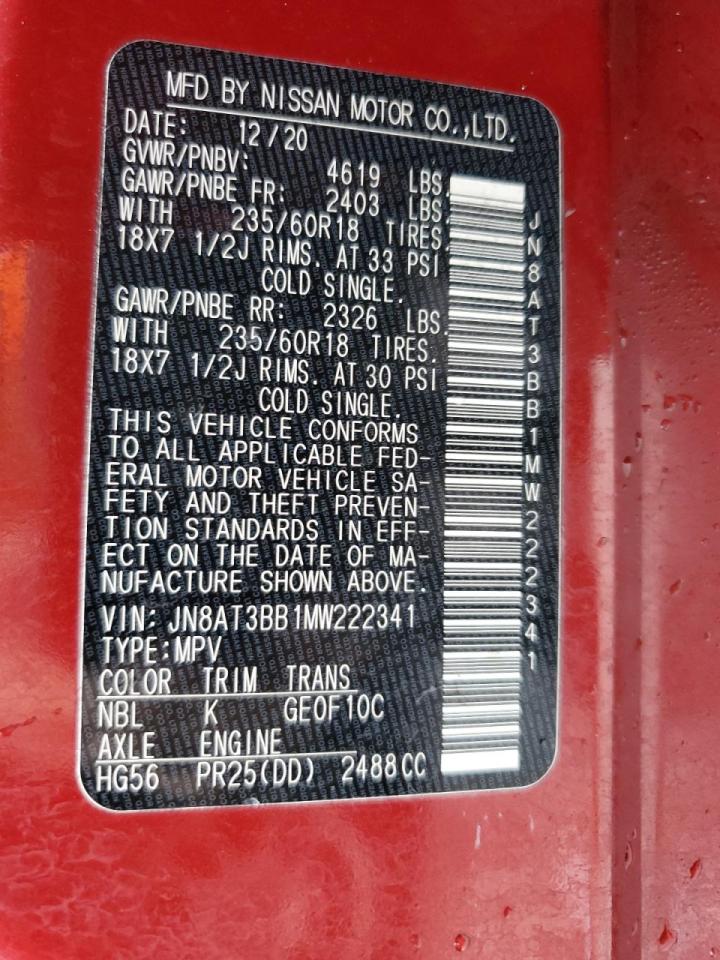 MFD BY NISSAN MOTOR CO.,LTD.
DATE: 12/20
GVWR/PNBV: 4619 LBS
GAWR/PNBE FR: 2403 LBS
WITH 235/60R18 TIRES.
18X7 1/2J RIMS. AT 33 PSI
COLD SINGLE.
GAWR/PNBE RR: 2326 LBS.
WITH 235/60R18 TIRES.
18X7 1/2J RIMS. AT 30 PSI
COLD SINGLE.
THIS VEHICLE CONFORMS
TO ALL APPLICABLE FED-
ERAL MOTOR VEHICLE SA-
FETY AND THEFT PREVEN-
TION STANDARDS IN EFF-
ECT ON THE DATE OF MA-
NUFACTURE SHOWN ABOVE.
VIN: JN8AT3BB1MW222341
TYPE:MPV
COLOR TRIM TRANS
NBL K GE0F10C
AXLE ENGINE
HG56 PR25(DD) 2488CC
JN8AT3BB1MW222341